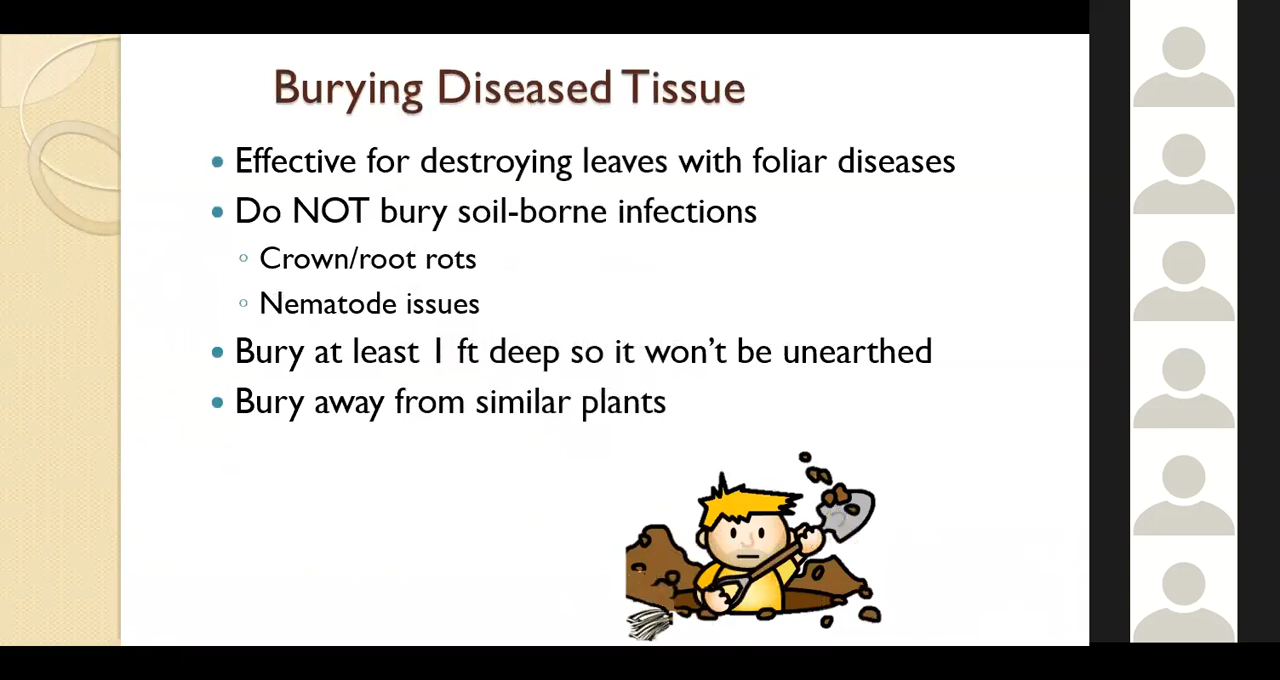 Burying Diseased Tissue
• Effective for destroying leaves with foliar diseases
• Do NOT bury soil-borne infections
◦ Crown/root rots
◦ Nematode issues
• Bury at least 1 ft deep so it won't be unearthed
• Bury away from similar plants